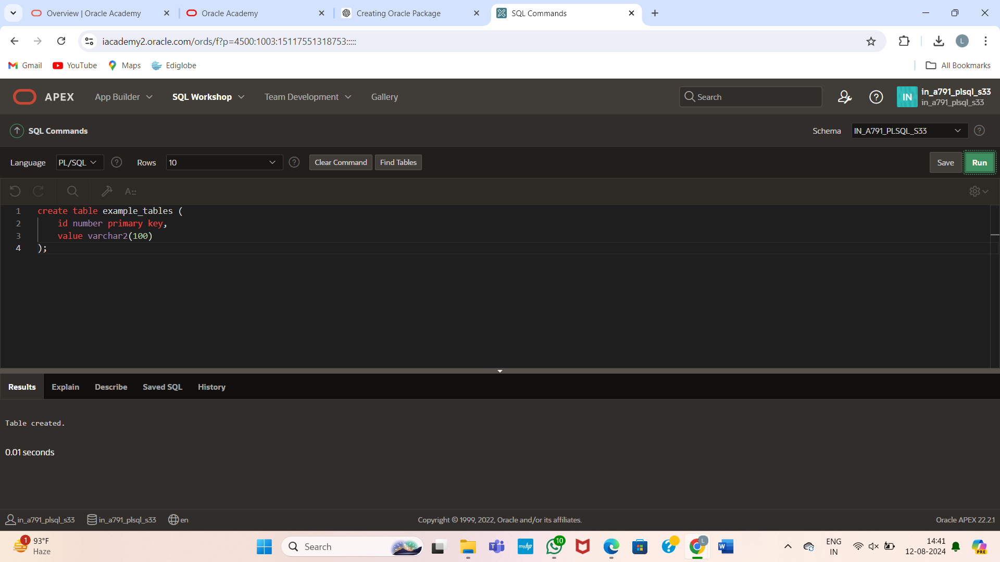 Overview | Oracle Academy
Oracle Academy
Creating Oracle Package
SQL Commands
iacademy2.oracle.com/ords/f?p=4500:1003:15117551318753:::::
L
Gmail
YouTube
Maps
Ediglobe
All Bookmarks
APEX
App Builder
SQL Workshop
Team Development
Gallery
Search
IN
in_a791_plsql_s33
in_a791_plsql_s33
SQL Commands
Schema
IN_A791_PLSQL_S33
Language
PL/SQL
Rows
10
Clear Command
Find Tables
Save
Run
1 create table example_tables (
2 id number primary key,
3 value varchar2(100)
4 );
Results
Explain
Describe
Saved SQL
History
Table created.
0.01 seconds
in_a791_plsql_s33
in_a791_plsql_s33
en
Copyright © 1999, 2022, Oracle and/or its affiliates.
Oracle APEX 22.2.1
1
93°F
Haze
Search
myhp
10
L
W
ENG
IN
14:41
12-08-2024
PRE